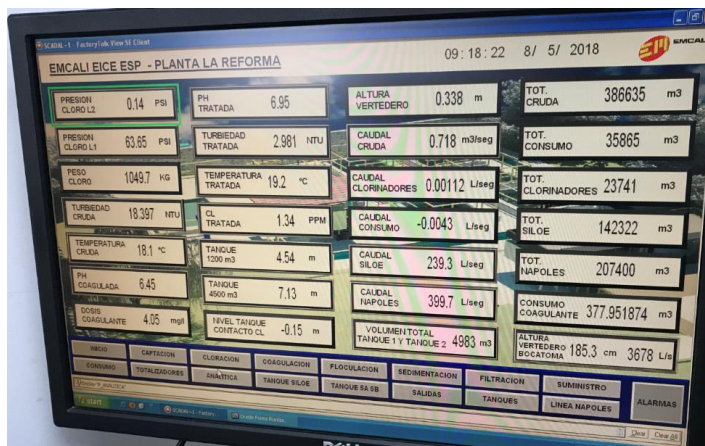 SCADAL-1 - FactoryTalk View SE Client
EMCALI EICE ESP - PLANTA LA REFORMA
09:18:22 8/ 5/ 2018
EMCAL
PRESION CLORO L2 0.14 PSI
PRESION CLORO L1 63.65 PSI
PESO CLORO 1049.7 KG
TURBIEDAD CRUDA 18.397 NTU
TEMPERATURA CRUDA 18.1 °C
PH COAGULADA 6.45
DOSIS COAGULANTE 4.05 mg/l
PH TRATADA 6.95
TURBIEDAD TRATADA 2.981 NTU
TEMPERATURA TRATADA 19.2 °C
CL TRATADA 1.34 PPM
TANQUE 1200 m3 4.54 m
TANQUE 4500 m3 7.13 m
NIVEL TANQUE CONTACTO CL -0.15 m
ALTURA VERTEDERO 0.338 m
CAUDAL CRUDA 0.718 m3/seg
CAUDAL CLORINADORES 0.00112 L/seg
CAUDAL CONSUMO -0.0043 L/seg
CAUDAL SILOE 239.3 L/seg
CAUDAL NAPOLES 399.7 L/seg
VOLUMEN TOTAL TANQUE 1 Y TANQUE 2 4983 m3
TOT. CRUDA 386635 m3
TOT. CONSUMO 35865 m3
TOT. CLORINADORES 23741 m3
TOT. SILOE 142322 m3
TOT. NAPOLES 207400 m3
CONSUMO COAGULANTE 377.951874 m3
ALTURA VERTEDERO BOCATOMA 185.3 cm 3678 L/s
INICIO CAPTACION CLORACION COAGULACION FLOCULACION SEDIMENTACION FILTRACION SUMINISTRO
CONSUMO TOTALIZADORES ANALITICA TANQUE SILOE TANQUE 5A 5B SALIDAS TANQUES LINEA NAPOLES ALARMAS
Clear Clear All
start